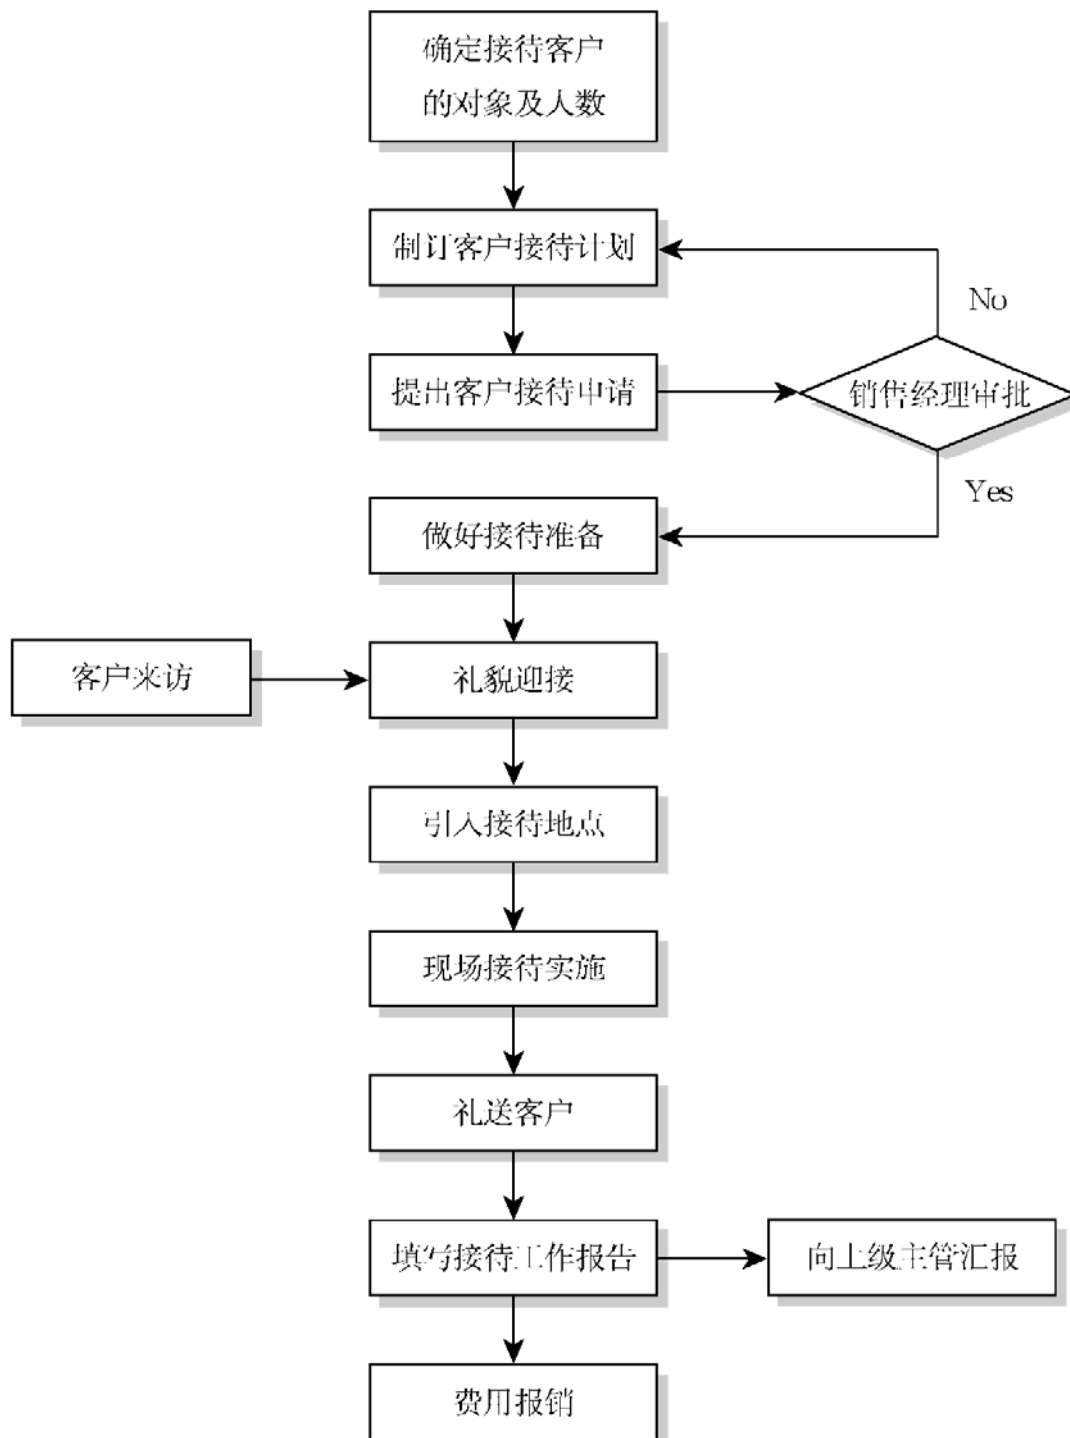 确定接待客户
的对象及人数
制订客户接待计划
No
提出客户接待申请
销售经理审批
Yes
做好接待准备
客户来访
礼貌迎接
引入接待地点
现场接待实施
礼送客户
填写接待工作报告
向上级主管汇报
费用报销